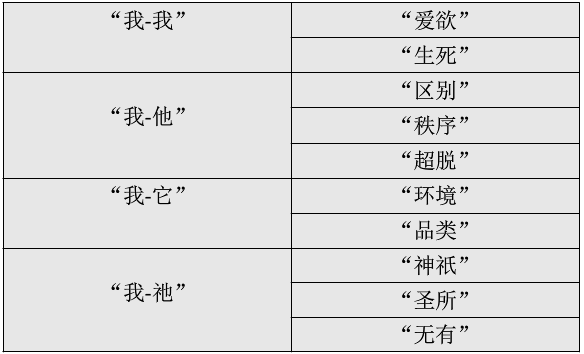 “我-我”
“爱欲”
“生死”
“我-他”
“区别”
“秩序”
“超脱”
“我-它”
“环境”
“品类”
“我-祂”
“神祇”
“圣所”
“无有”